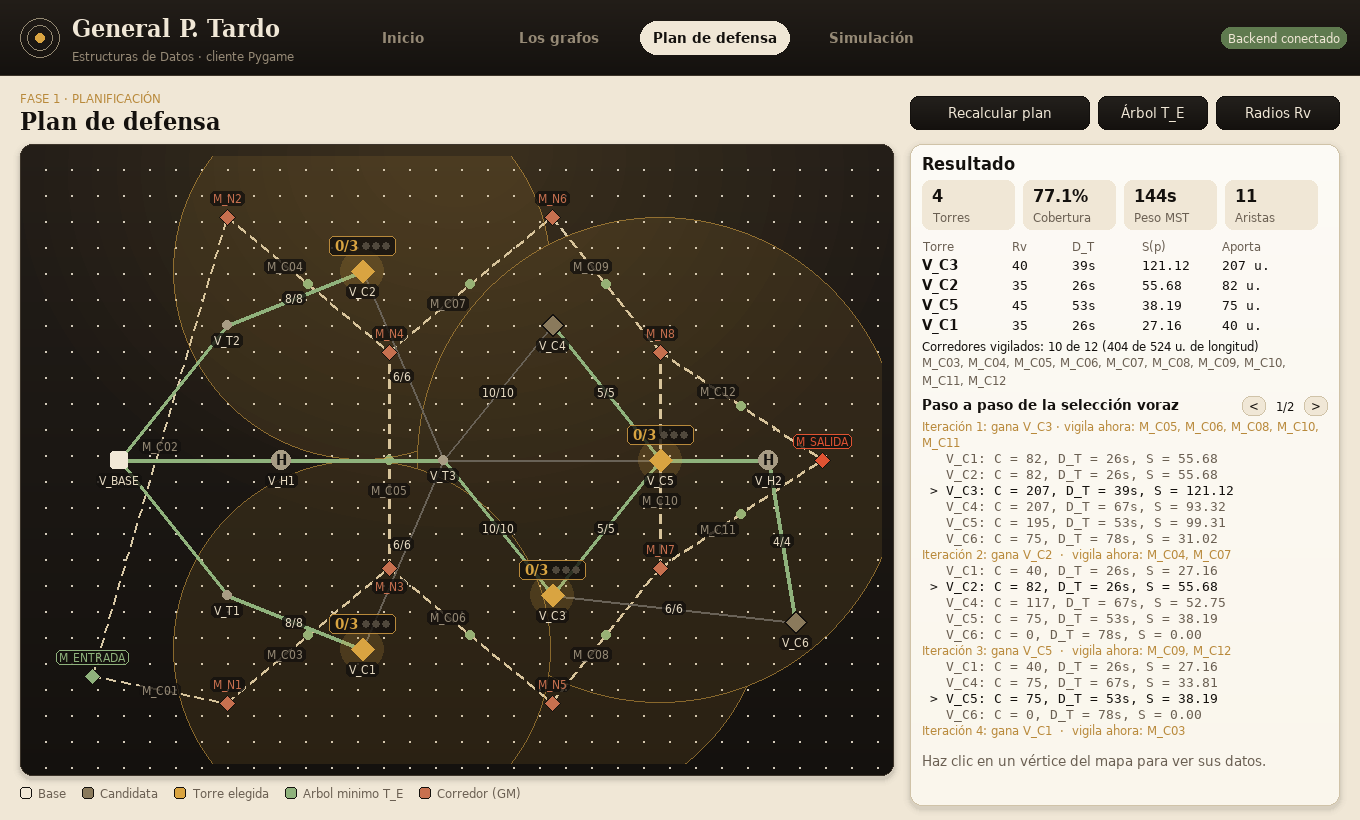 General P. Tardo
Estructuras de Datos · cliente Pygame
Inicio
Los grafos
Plan de defensa
Simulación
Backend conectado
FASE 1 · PLANIFICACIÓN
Plan de defensa
Recalcular plan
Árbol T_E
Radios Rv
M_N2
M_N6
0/3
M_C04
M_C09
8/8
V_C2
M_C07
V_T2
M_N4
V_C4
M_N8
6/6
10/10
5/5
M_C12
0/3
M_C02
M_SALIDA
H
H
V_BASE
V_H1
V_T3
V_C5
V_H2
M_C05
M_C10
10/10
5/5
M_C11
6/6
4/4
M_N7
0/3
M_N3
V_T1
6/6
8/8
0/3
V_C3
M_C06
V_C6
M_ENTRADA
M_C03
V_C1
M_C08
M_C01
M_N1
M_N5
Base
Candidata
Torre elegida
Arbol minimo T_E
Corredor (GM)
Resultado
4
Torres
77.1%
Cobertura
144s
Peso MST
11
Aristas
Torre Rv D_T S(p) Aporta
V_C3 40 39s 121.12 207 u.
V_C2 35 26s 55.68 82 u.
V_C5 45 53s 38.19 75 u.
V_C1 35 26s 27.16 40 u.
Corredores vigilados: 10 de 12 (404 de 524 u. de longitud)
M_C03, M_C04, M_C05, M_C06, M_C07, M_C08, M_C09, M_C10,
M_C11, M_C12
Paso a paso de la selección voraz
< 1/2 >
Iteración 1: gana V_C3 · vigila ahora: M_C05, M_C06, M_C08, M_C10,
M_C11
V_C1: C = 82, D_T = 26s, S = 55.68
V_C2: C = 82, D_T = 26s, S = 55.68
> V_C3: C = 207, D_T = 39s, S = 121.12
V_C4: C = 207, D_T = 67s, S = 93.32
V_C5: C = 195, D_T = 53s, S = 99.31
V_C6: C = 75, D_T = 78s, S = 31.02
Iteración 2: gana V_C2 · vigila ahora: M_C04, M_C07
V_C1: C = 40, D_T = 26s, S = 27.16
> V_C2: C = 82, D_T = 26s, S = 55.68
V_C4: C = 117, D_T = 67s, S = 52.75
V_C5: C = 75, D_T = 53s, S = 38.19
V_C6: C = 0, D_T = 78s, S = 0.00
Iteración 3: gana V_C5 · vigila ahora: M_C09, M_C12
V_C1: C = 40, D_T = 26s, S = 27.16
V_C4: C = 75, D_T = 67s, S = 33.81
> V_C5: C = 75, D_T = 53s, S = 38.19
V_C6: C = 0, D_T = 78s, S = 0.00
Iteración 4: gana V_C1 · vigila ahora: M_C03
Haz clic en un vértice del mapa para ver sus datos.